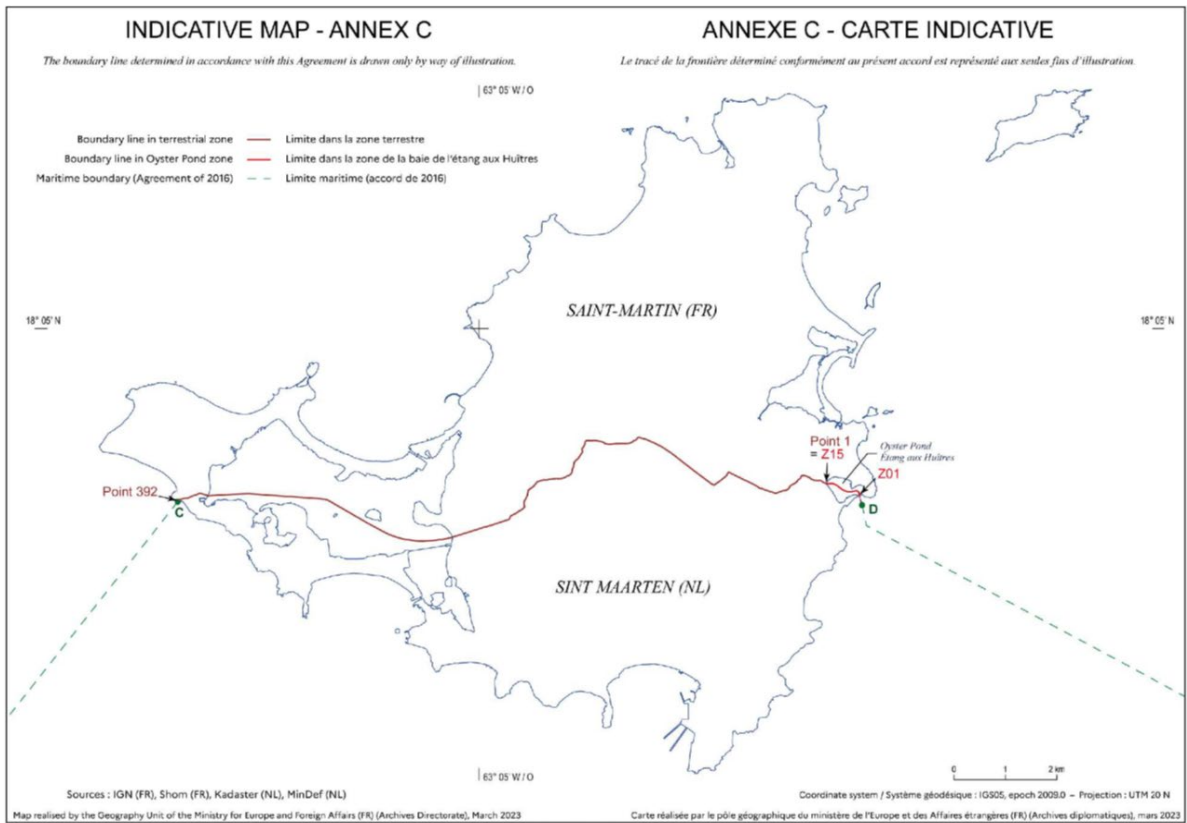 INDICATIVE MAP - ANNEX C
ANNEXE C - CARTE INDICATIVE
The boundary line determined in accordance with this Agreement is drawn only by way of illustration.
Le tracé de la frontière déterminé conformément au présent accord est représenté aux seules fins d'illustration.
63° 05' W / O
Boundary line in terrestrial zone
Limite dans la zone terrestre
Boundary line in Oyster Pond zone
Limite dans la zone de la baie de l'étang aux Huîtres
Maritime boundary (Agreement of 2016)
Limite maritime (accord de 2016)
SAINT-MARTIN (FR)
18° 05' N
18° 05' N
Point 1
= Z15
Oyster Pond
Étang aux Huîtres
Z01
Point 392
C
D
SINT MAARTEN (NL)
63° 05' W / O
0 1 2 km
Sources : IGN (FR), Shom (FR), Kadaster (NL), MinDef (NL)
Coordinate system / Système géodésique : IGS05, epoch 2009.0 – Projection : UTM 20 N
Map realised by the Geography Unit of the Ministry for Europe and Foreign Affairs (FR) (Archives Directorate), March 2023
Carte réalisée par le pôle géographique du ministère de l'Europe et des Affaires étrangères (FR) (Archives diplomatiques), mars 2023